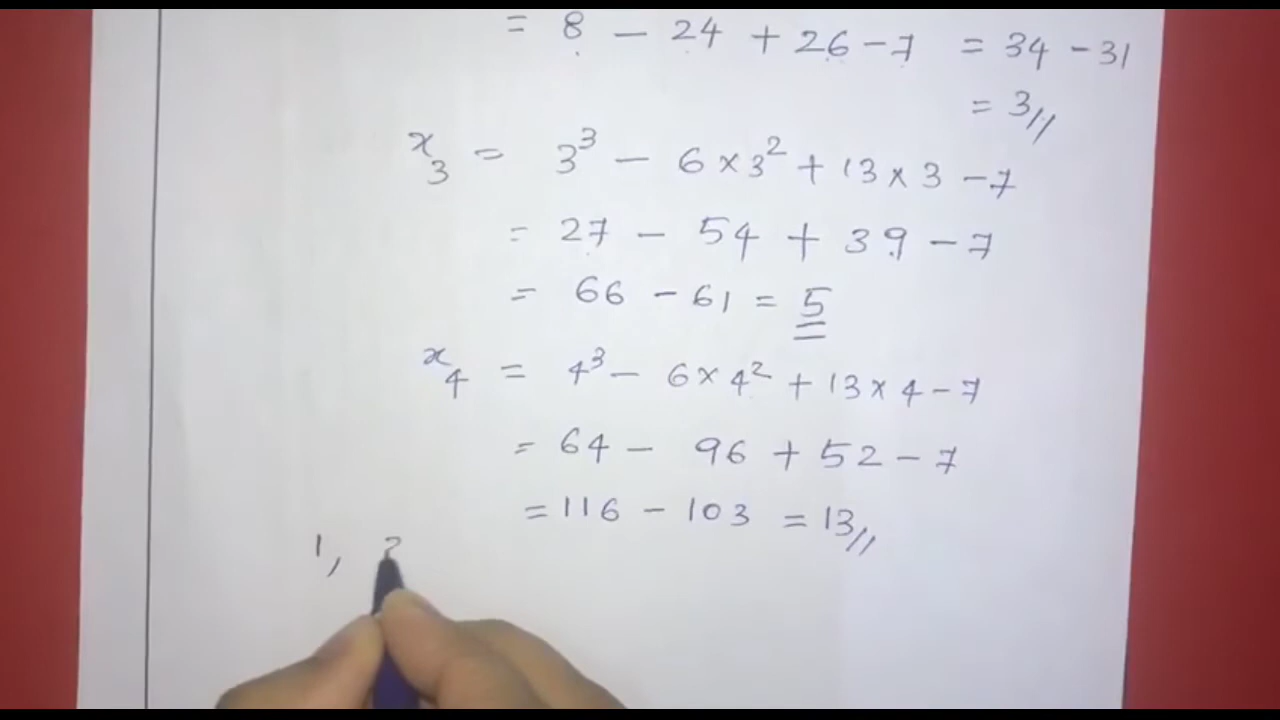 = 8 − 24 + 26 − 7 = 34 − 31
= 3//
x₃ = 3³ − 6 × 3² + 13 × 3 − 7
= 27 − 54 + 39 − 7
= 66 − 61 = 5
x₄ = 4³ − 6 × 4² + 13 × 4 − 7
= 64 − 96 + 52 − 7
= 116 − 103 = 13//
1,